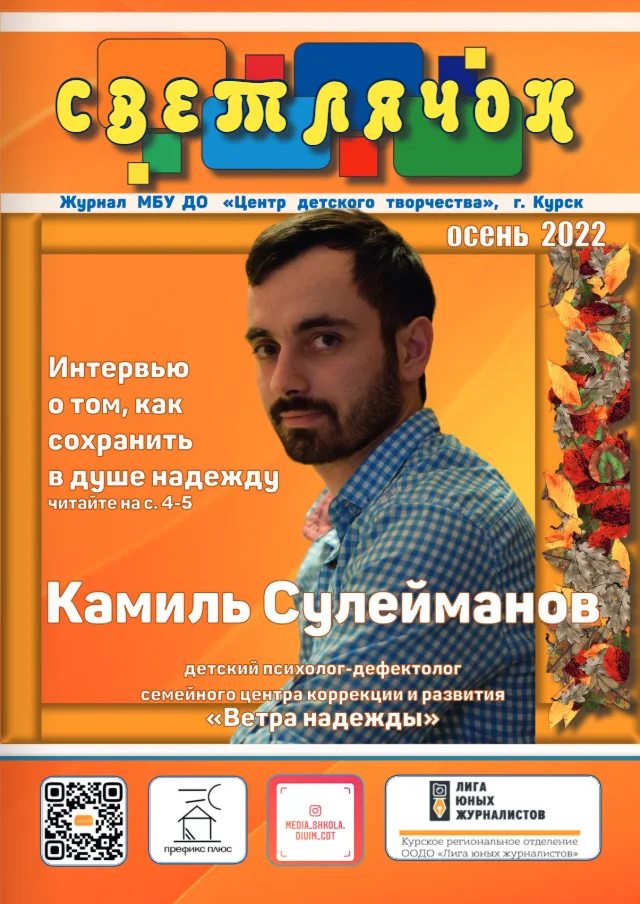 СВЕТЛЯЧОК
Журнал МБУ ДО «Центр детского творчества», г. Курск
осень 2022
Интервью
о том, как
сохранить
в душе надежду
читайте на с. 4-5
Камиль Сулейманов
детский психолог-дефектолог
семейного центра коррекции и развития
«Ветра надежды»
префикс плюс
MEDIA_SHKOLA.
DIUIM_CDT
ЛИГА
ЮНЫХ
ЖУРНАЛИСТОВ
Курское региональное отделение
ООДО «Лига юных журналистов»